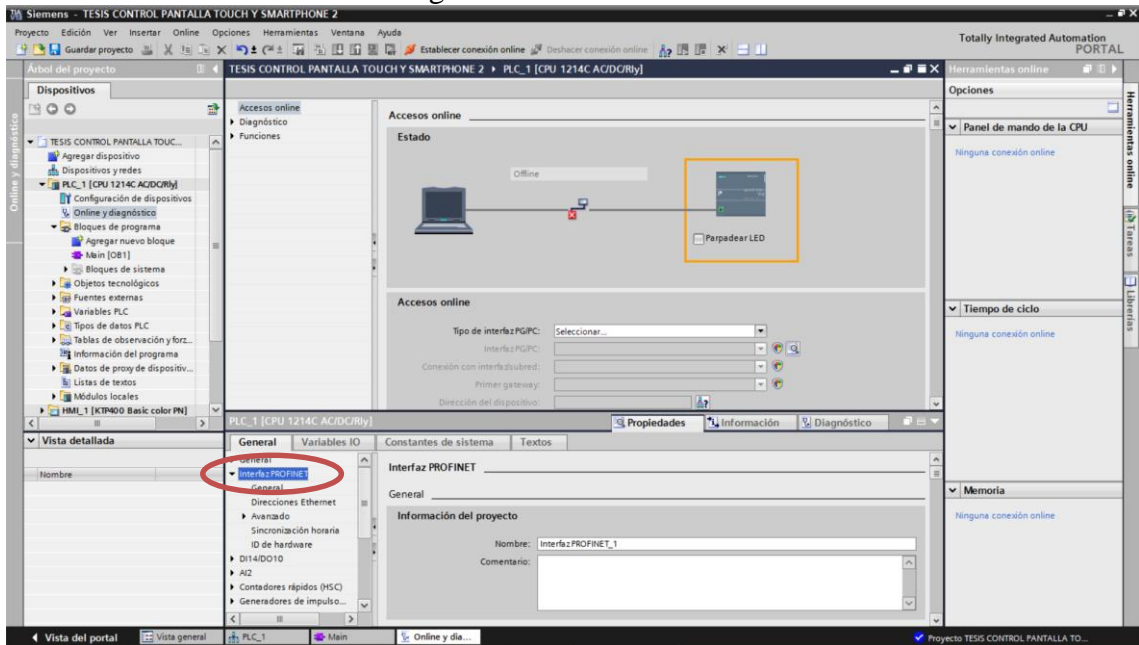 Siemens - TESIS CONTROL PANTALLA TOUCH Y SMARTPHONE 2
Proyecto Edición Ver Insertar Online Opciones Herramientas Ventana Ayuda
Guardar proyecto
Establecer conexión online
Deshacer conexión online
Totally Integrated Automation
PORTAL
Árbol del proyecto
Dispositivos
TESIS CONTROL PANTALLA TOUC...
Agregar dispositivo
Dispositivos y redes
PLC_1 [CPU 1214C AC/DC/Rly]
Configuración de dispositivos
Online y diagnóstico
Bloques de programa
Agregar nuevo bloque
Main [OB1]
Bloques de sistema
Objetos tecnológicos
Fuentes externas
Variables PLC
Tipos de datos PLC
Tablas de observación y forz...
Información del programa
Datos de proxy de dispositiv...
Listas de textos
Módulos locales
HMI_1 [KTP400 Basic color PN]
Vista detallada
Nombre
Online y diagnóstico
TESIS CONTROL PANTALLA TOUCH Y SMARTPHONE 2 ▸ PLC_1 [CPU 1214C AC/DC/Rly]
Accesos online
Diagnóstico
Funciones
Accesos online
Estado
Offline
Parpadear LED
Accesos online
Tipo de interfaz PG/PC: Seleccionar...
Interfaz PG/PC:
Conexión con interfaz/subred:
Primer gateway:
Dirección del dispositivo:
PLC_1 [CPU 1214C AC/DC/Rly]
Propiedades
Información
Diagnóstico
General
Variables IO
Constantes de sistema
Textos
General
Interfaz PROFINET
General
Direcciones Ethernet
Avanzado
Sincronización horaria
ID de hardware
DI14/DO10
AI2
Contadores rápidos (HSC)
Generadores de impulso...
Interfaz PROFINET
General
Información del proyecto
Nombre: Interfaz PROFINET_1
Comentario:
Herramientas online
Opciones
Panel de mando de la CPU
Ninguna conexión online
Tiempo de ciclo
Ninguna conexión online
Memoria
Ninguna conexión online
Herramientas online
Tareas
Librerías
Vista del portal
Vista general
PLC_1
Main
Online y dia...
Proyecto TESIS CONTROL PANTALLA TO...